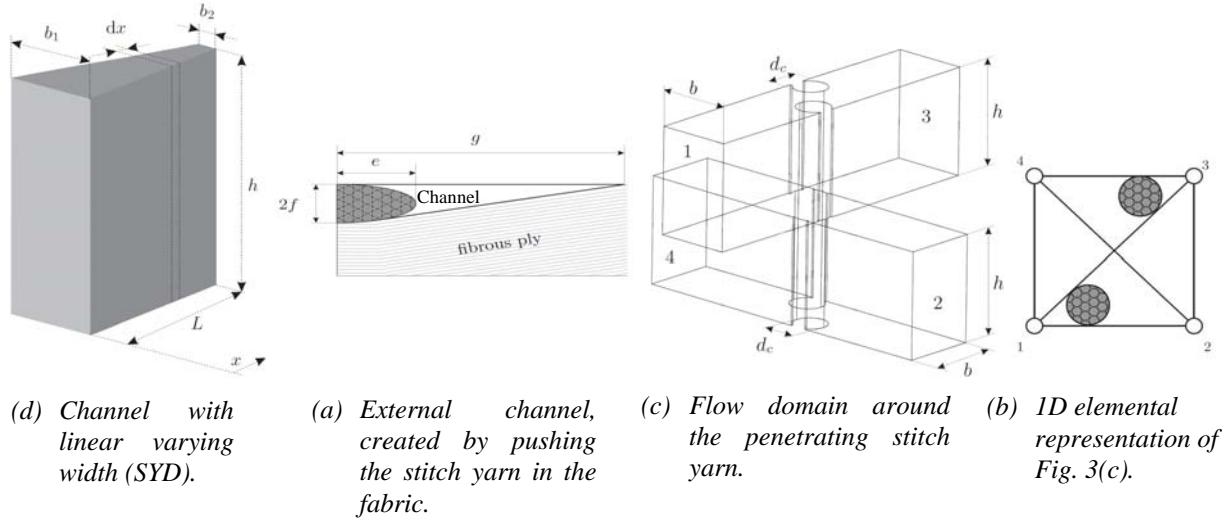 b₁
dx
b₂
h
L
x
g
e
2f
Channel
fibrous ply
d_c
b
h
1
3
4
2
h
d_c
b
4
3
1
2
(d) Channel with
linear varying
width (SYD).
(a) External channel,
created by pushing
the stitch yarn in the
fabric.
(c) Flow domain around
the penetrating stitch
yarn.
(b) 1D elemental
representation of
Fig. 3(c).